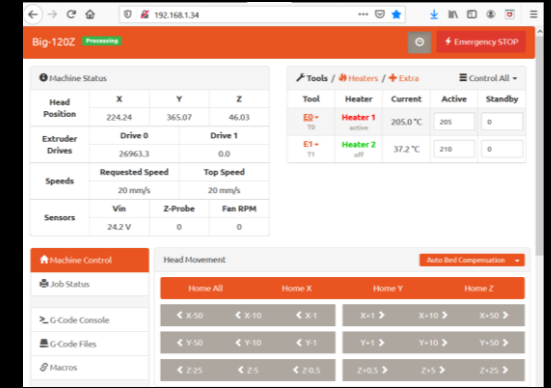 192.168.1.34
Big-120Z Processing
Emergency STOP
Machine Status
Head Position X Y Z
224.24 365.07 46.03
Extruder Drives Drive 0 Drive 1
26963.3 0.0
Speeds Requested Speed Top Speed
20 mm/s 20 mm/s
Sensors Vin Z-Probe Fan RPM
24.2 V 0 0
Tools / Heaters / Extra Control All
Tool Heater Current Active Standby
E0 Heater 1 205.0 °C 205 0
T0 active
E1 Heater 2 37.2 °C 210 0
T1 off
Machine Control
Job Status
G-Code Console
G-Code Files
Macros
Head Movement Auto Bed Compensation
Home All Home X Home Y Home Z
X-50 X-10 X-1 X+1 X+10 X+50
Y-50 Y-10 Y-1 Y+1 Y+10 Y+50
Z-25 Z-5 Z-0.5 Z+0.5 Z+5 Z+25